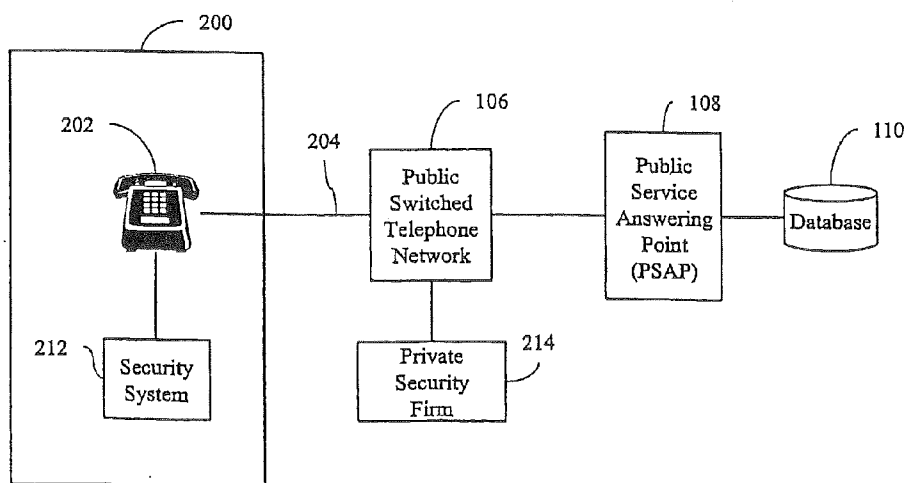 200
202
204
106
Public
Switched
Telephone
Network
108
Public
Service
Answering
Point
(PSAP)
110
Database
212
Security
System
Private
Security
Firm
214